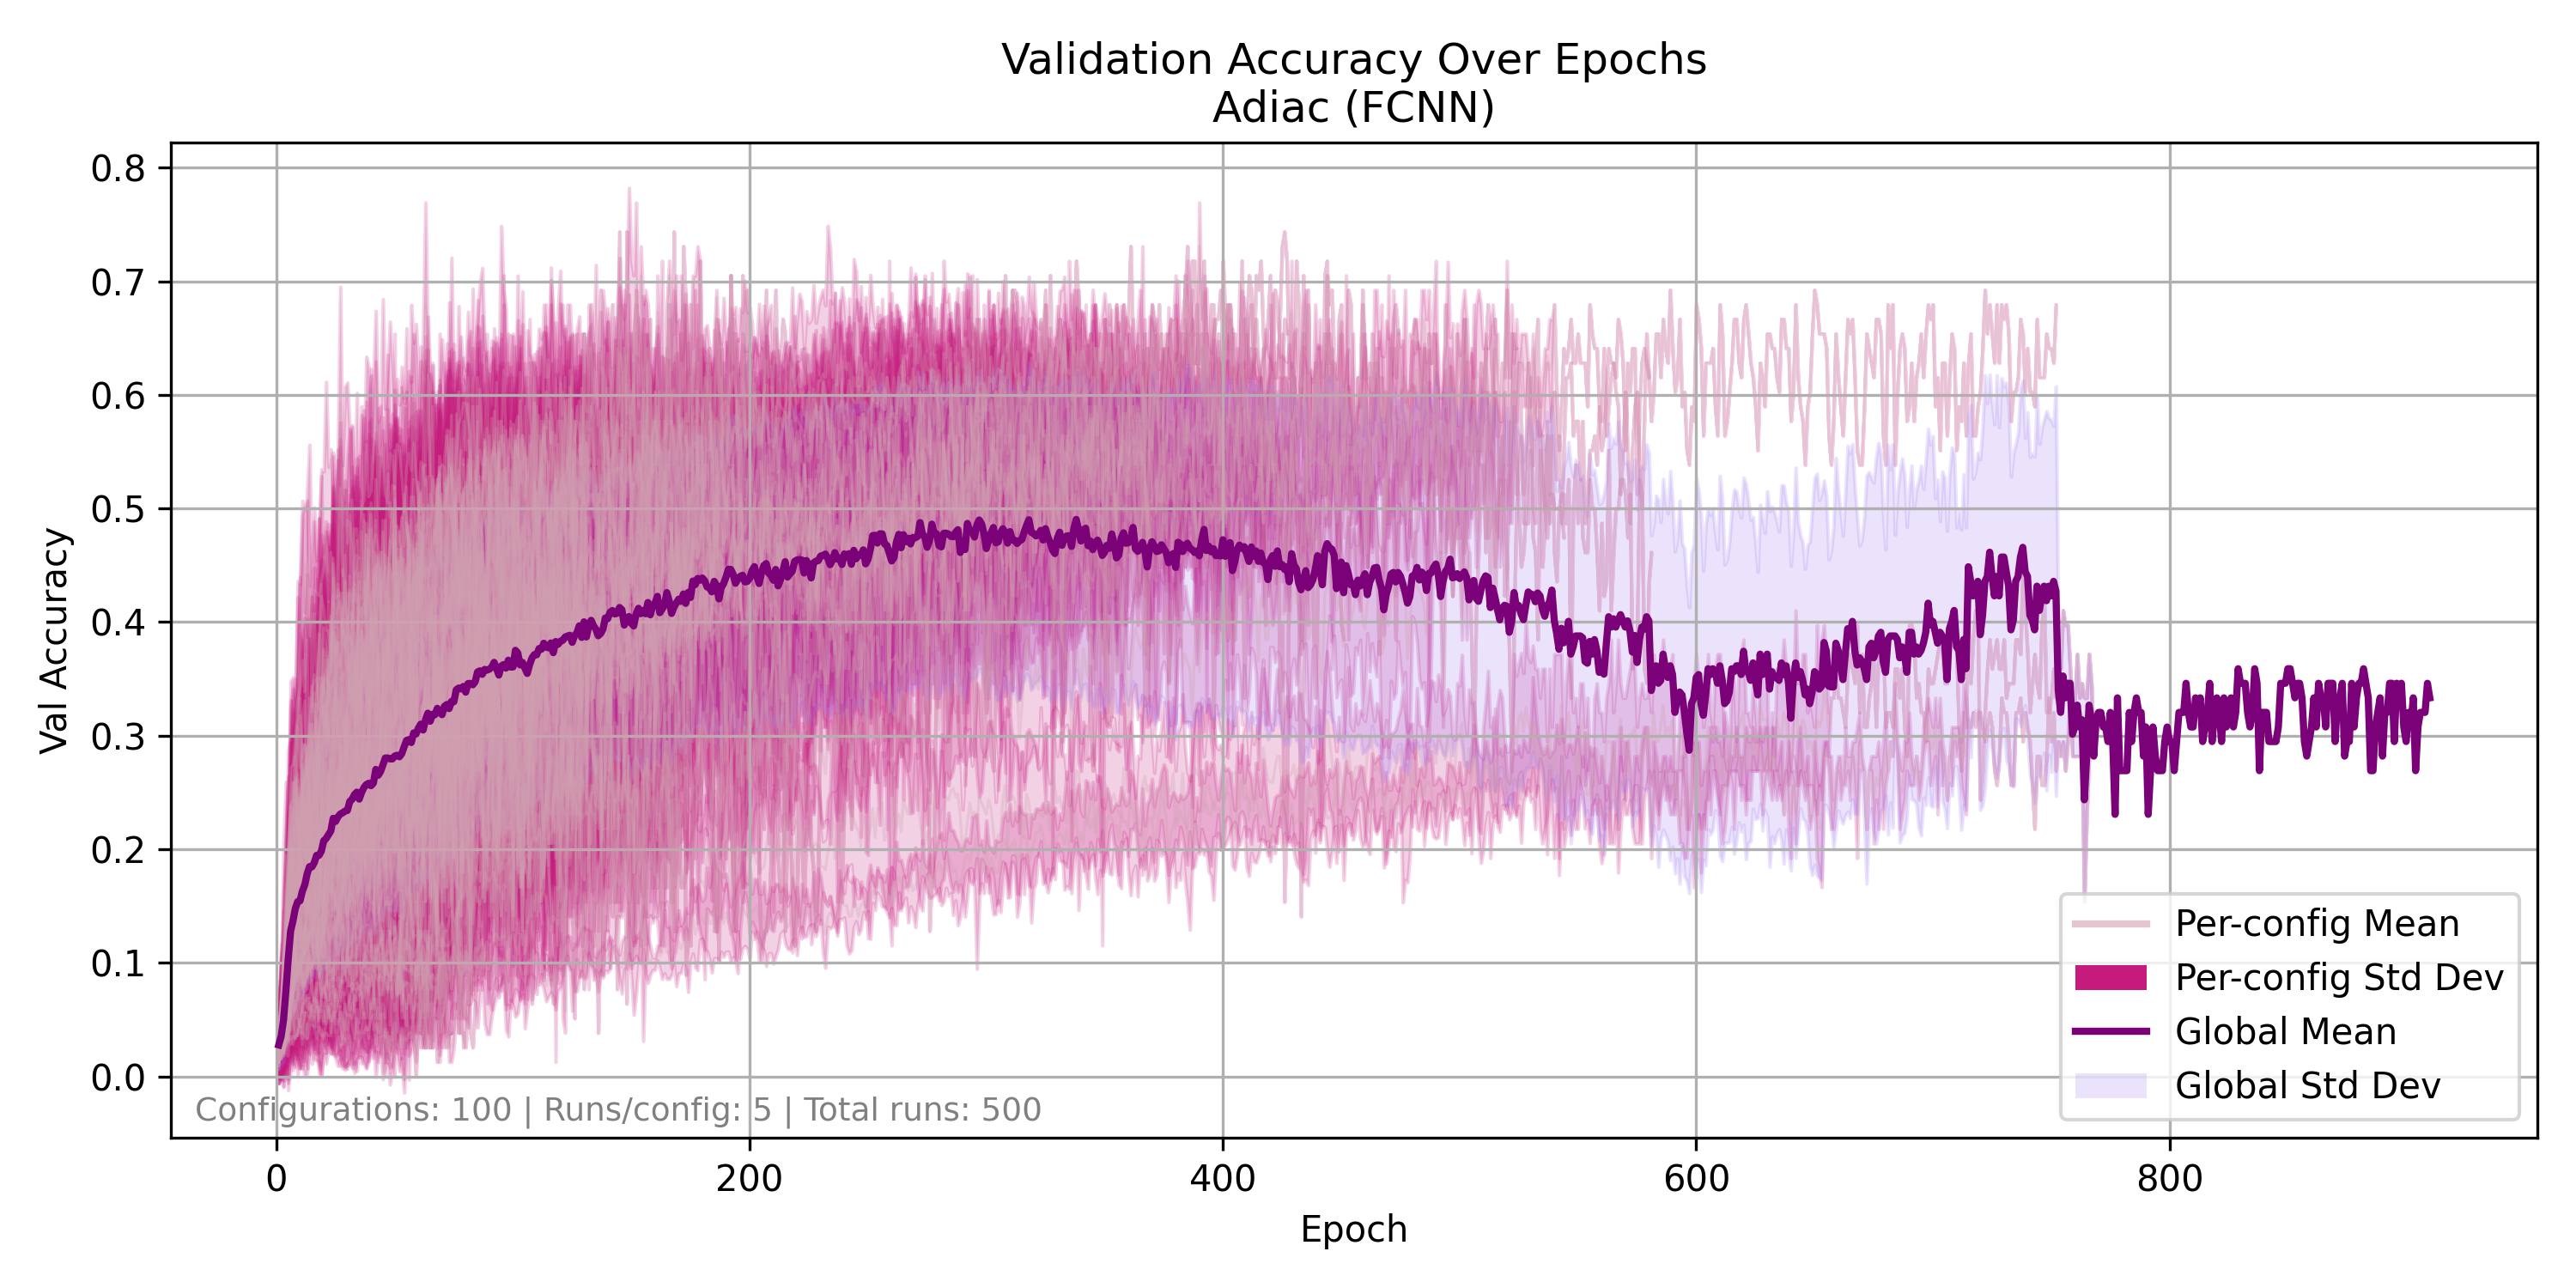 Validation Accuracy Over Epochs
Adiac (FCNN)
Val Accuracy
0.8
0.7
0.6
0.5
0.4
0.3
0.2
0.1
0.0
Configurations: 100 | Runs/config: 5 | Total runs: 500
Per-config Mean
Per-config Std Dev
Global Mean
Global Std Dev
0 200 400 600 800
Epoch